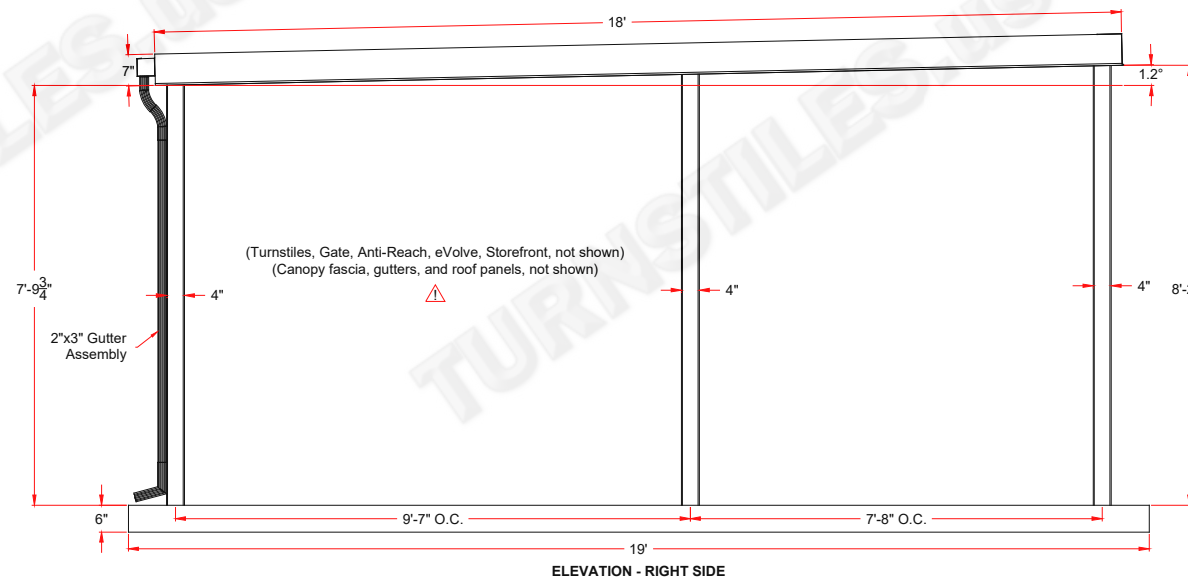 TURNSTILES.us
18'
7"
1.2°
(Turnstiles, Gate, Anti-Reach, eVolve, Storefront, not shown)
(Canopy fascia, gutters, and roof panels, not shown)
!
7'-9 3/4"
4"
4"
4"
2"x3" Gutter
Assembly
6"
9'-7" O.C.
7'-8" O.C.
19'
ELEVATION - RIGHT SIDE